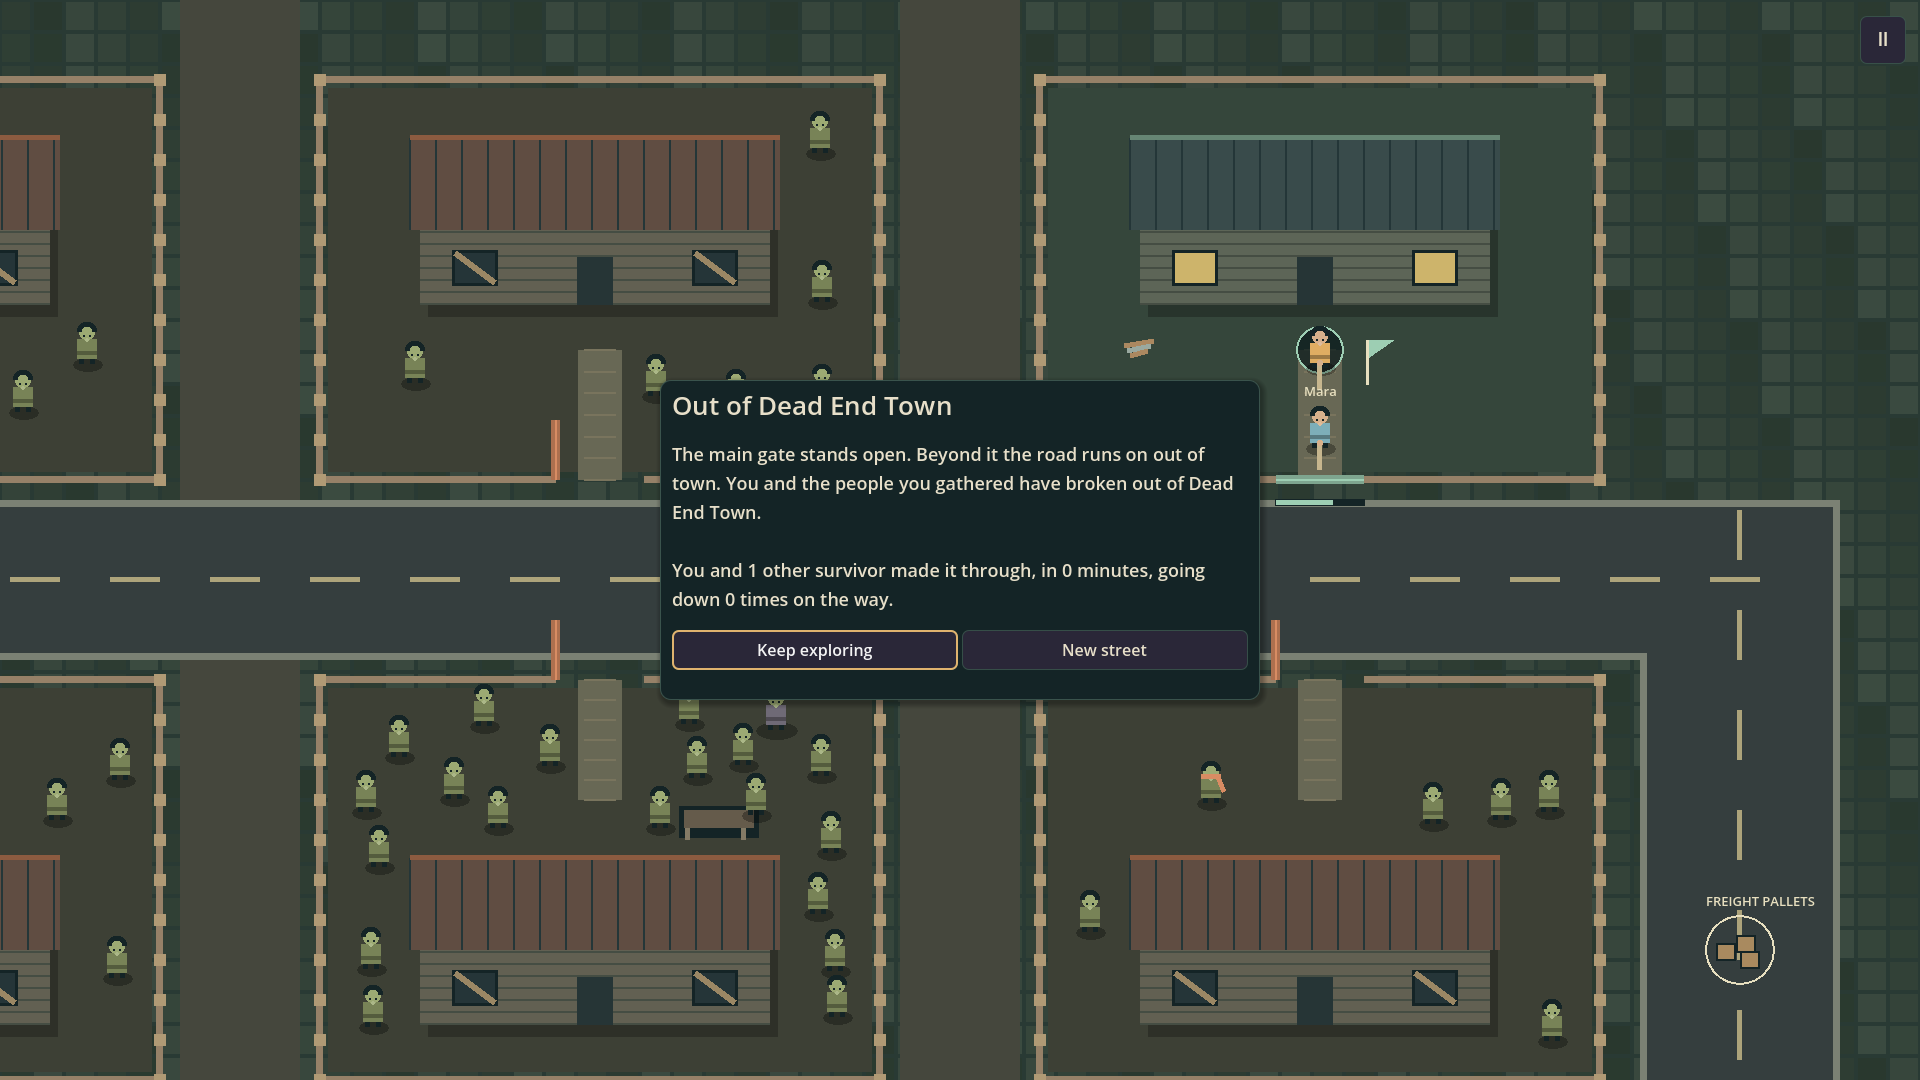 Out of Dead End Town
The main gate stands open. Beyond it the road runs on out of
town. You and the people you gathered have broken out of Dead
End Town.
You and 1 other survivor made it through, in 0 minutes, going
down 0 times on the way.
Keep exploring
New street
Mara
FREIGHT PALLETS